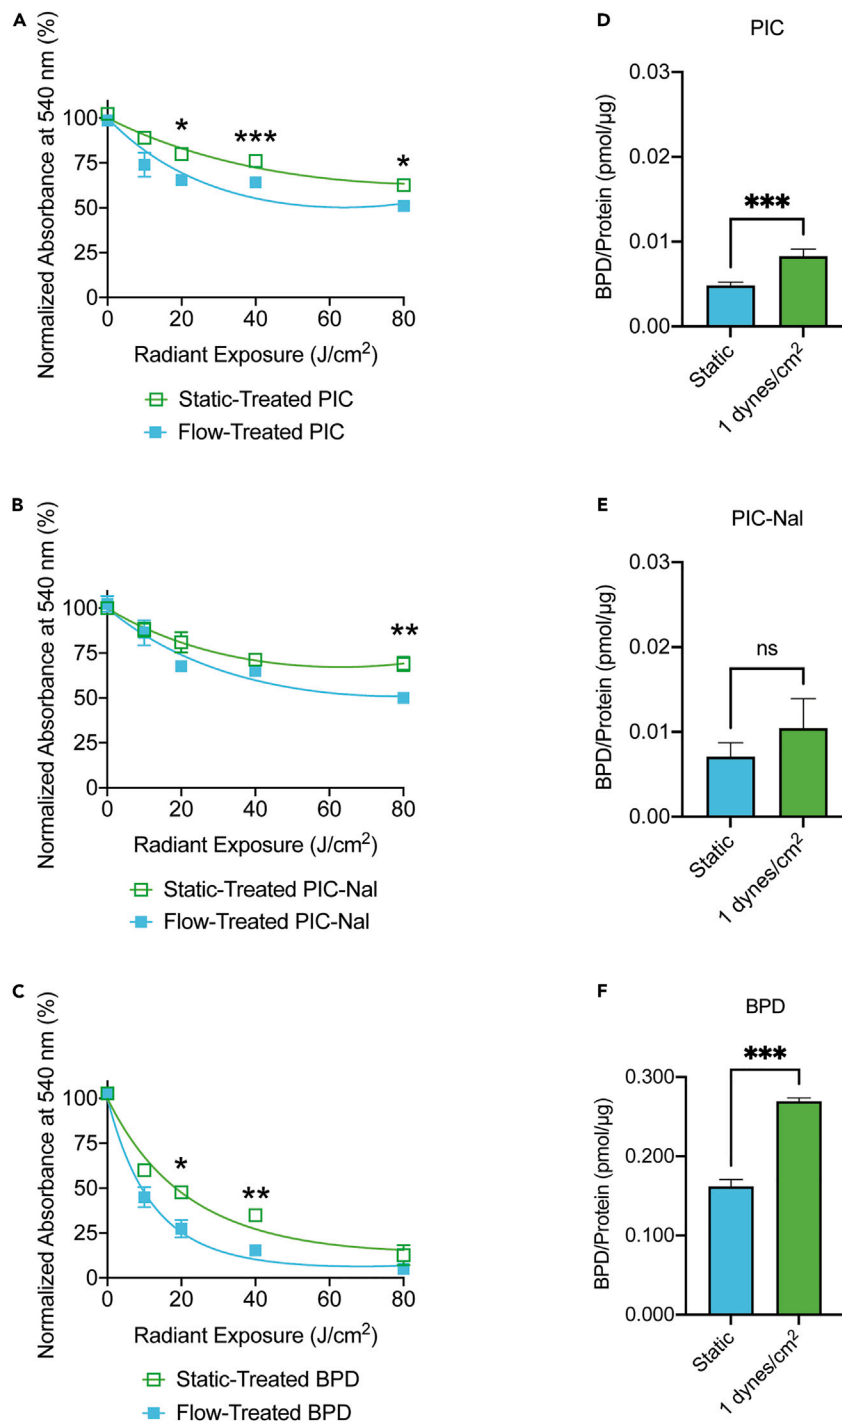 A
Normalized Absorbance at 540 nm (%)
100
75
50
25
0
*
***
*
0 20 40 60 80
Radiant Exposure (J/cm²)
Static-Treated PIC
Flow-Treated PIC
D
PIC
BPD/Protein (pmol/µg)
0.03
0.02
0.01
0.00
***
Static
1 dynes/cm²
B
Normalized Absorbance at 540 nm (%)
100
75
50
25
0
**
0 20 40 60 80
Radiant Exposure (J/cm²)
Static-Treated PIC-Nal
Flow-Treated PIC-Nal
E
PIC-Nal
BPD/Protein (pmol/µg)
0.03
0.02
0.01
0.00
ns
Static
1 dynes/cm²
C
Normalized Absorbance at 540 nm (%)
100
75
50
25
0
*
**
0 20 40 60 80
Radiant Exposure (J/cm²)
Static-Treated BPD
Flow-Treated BPD
F
BPD
BPD/Protein (pmol/µg)
0.300
0.200
0.100
0.000
***
Static
1 dynes/cm²